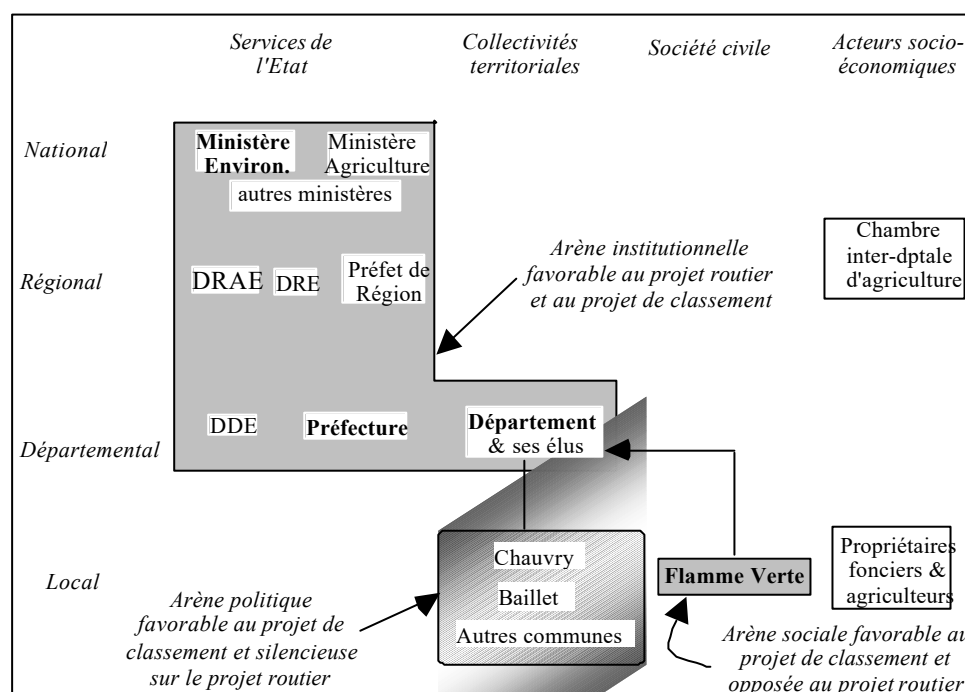 Services de
l'Etat
Collectivités
territoriales
Société civile
Acteurs socio-
économiques
National
Ministère
Environ.
Ministère
Agriculture
autres ministères
Régional
DRAE
DRE
Préfet de
Région
Arène institutionnelle
favorable au projet routier
et au projet de classement
Chambre
inter-dptale
d'agriculture
Départemental
DDE
Préfecture
Département
& ses élus
Local
Arène politique
favorable au projet de
classement et silencieuse
sur le projet routier
Chauvry
Baillet
Autres communes
Flamme Verte
Propriétaires
fonciers &
agriculteurs
Arène sociale favorable au
projet de classement et
opposée au projet routier